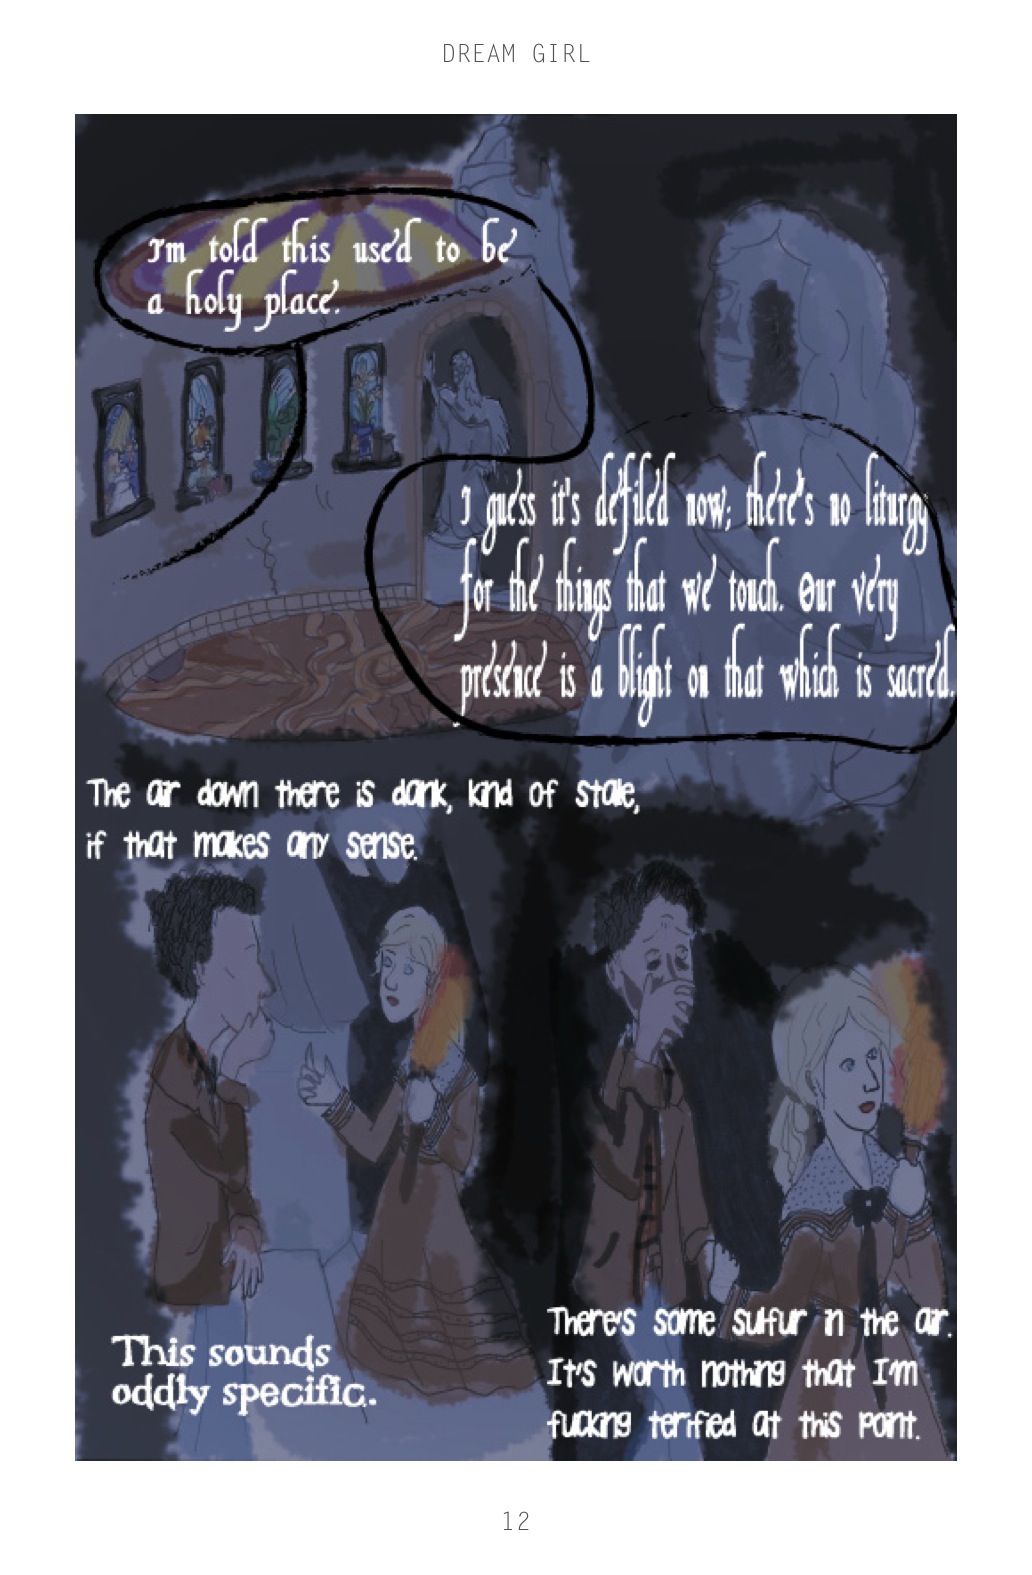 DREAM GIRL
I'm told this used to be
a holy place.
I guess it's defiled now; there's no liturgy
for the things that we touch. Our very
presence is a blight on that which is sacred.
The air down there is dank, kind of stale,
if that makes any sense.
This sounds
oddly specific.
There's some sulfur in the air.
It's worth nothing that I'm
fucking terified at this point.
12